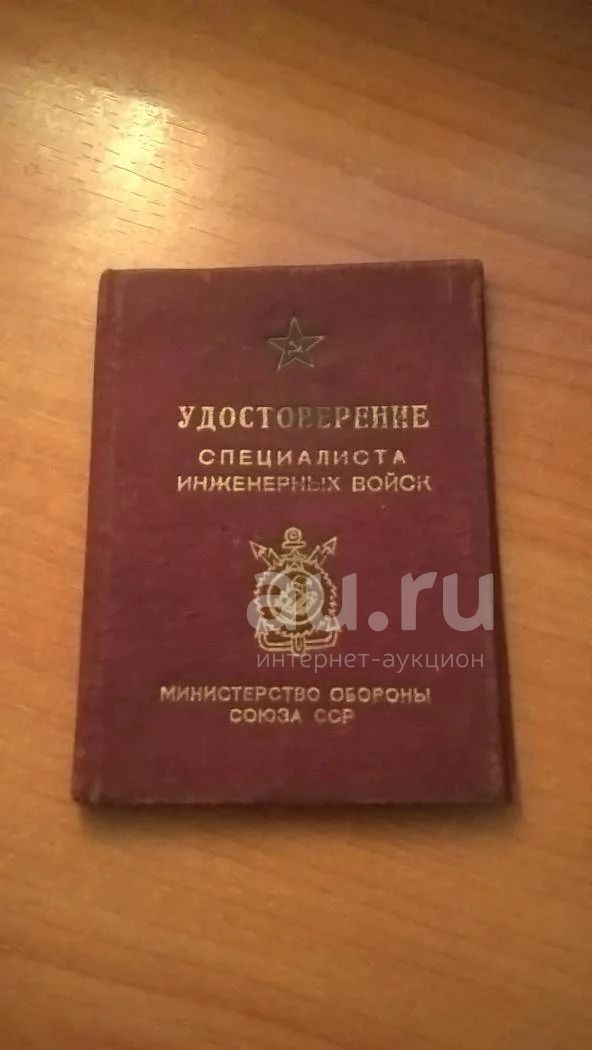 УДОСТОВЕРЕНИЕ
СПЕЦИАЛИСТА
ИНЖЕНЕРНЫХ ВОЙСК
au.ru
интернет-аукцион
МИНИСТЕРСТВО ОБОРОНЫ
СОЮЗА ССР